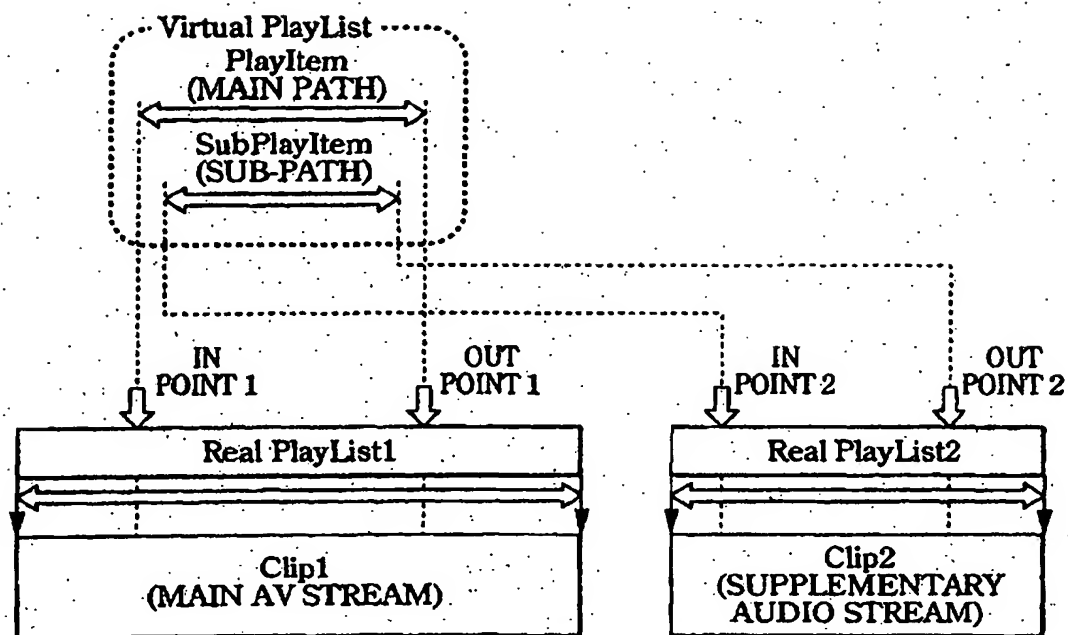 Virtual PlayList
PlayItem
(MAIN PATH)
SubPlayItem
(SUB-PATH)
IN
POINT 1
OUT
POINT 1
IN
POINT 2
OUT
POINT 2
Real PlayList1
Real PlayList2
Clip1
(MAIN AV STREAM)
Clip2
(SUPPLEMENTARY
AUDIO STREAM)